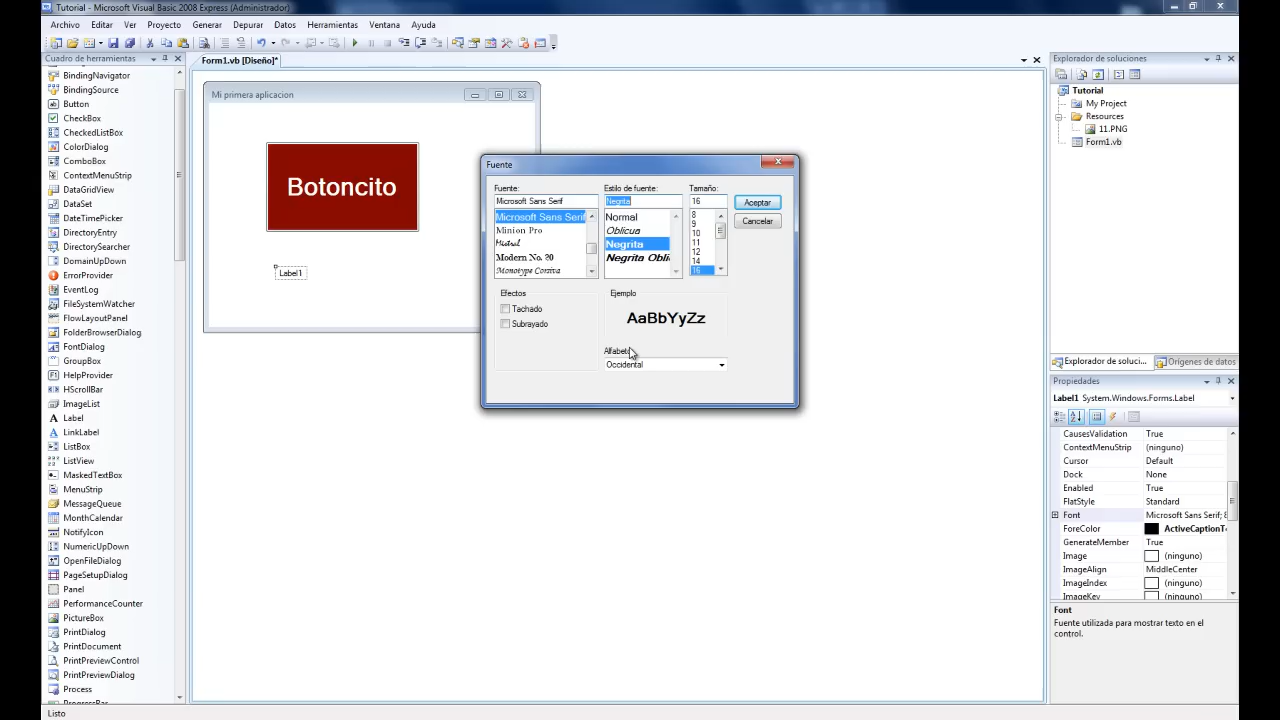 Tutorial - Microsoft Visual Basic 2008 Express (Administrador)
Archivo Editar Ver Proyecto Generar Depurar Datos Herramientas Ventana Ayuda
Cuadro de herramientas
BindingNavigator
BindingSource
Button
CheckBox
CheckedListBox
ColorDialog
ComboBox
ContextMenuStrip
DataGridView
DataSet
DateTimePicker
DirectoryEntry
DirectorySearcher
DomainUpDown
ErrorProvider
EventLog
FileSystemWatcher
FlowLayoutPanel
FolderBrowserDialog
FontDialog
GroupBox
HelpProvider
HScrollBar
ImageList
Label
LinkLabel
ListBox
ListView
MaskedTextBox
MenuStrip
MessageQueue
MonthCalendar
NotifyIcon
NumericUpDown
OpenFileDialog
PageSetupDialog
Panel
PerformanceCounter
PictureBox
PrintDialog
PrintDocument
PrintPreviewControl
PrintPreviewDialog
Process
ProgressBar
Listo
Form1.vb [Diseño]*
Mi primera aplicacion
Botoncito
Label1
Fuente
Fuente: Estilo de fuente: Tamaño:
Microsoft Sans Serif Negrita 16 Aceptar
Cancelar
Microsoft Sans Serif
Minion Pro
Mistral
Modern No. 20
Monotype Corsiva
Normal
Oblicua
Negrita
Negrita Obli
8
9
10
11
12
14
16
Efectos
Tachado
Subrayado
Ejemplo
AaBbYyZz
Alfabeto
Occidental
Explorador de soluciones
Tutorial
My Project
Resources
11.PNG
Form1.vb
Explorador de soluci... Orígenes de datos
Propiedades
Label1 System.Windows.Forms.Label
CausesValidation True
ContextMenuStrip (ninguno)
Cursor Default
Dock None
Enabled True
FlatStyle Standard
Font Microsoft Sans Serif; 8
ForeColor ActiveCaptionT
GenerateMember True
Image (ninguno)
ImageAlign MiddleCenter
ImageIndex (ninguno)
ImageKey (ninguno)
Font
Fuente utilizada para mostrar texto en el
control.